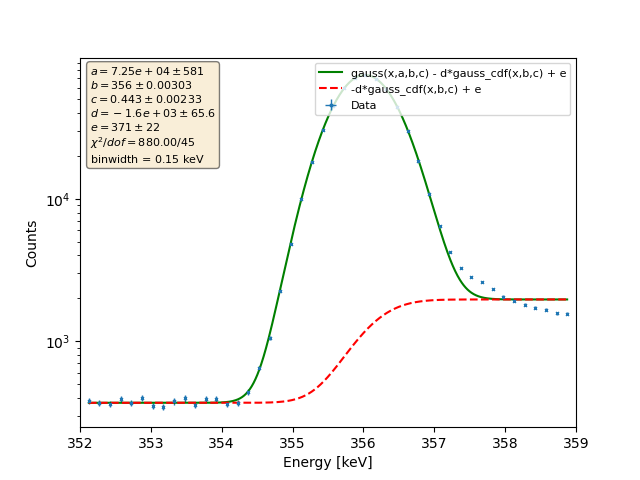 a = 7.25e + 04 ± 581
b = 356 ± 0.00303
c = 0.443 ± 0.00233
d = − 1.6e + 03 ± 65.6
e = 371 ± 22
χ²/dof = 880.00/45
binwidth = 0.15 keV
gauss(x,a,b,c) - d*gauss_cdf(x,b,c) + e
-d*gauss_cdf(x,b,c) + e
Data
10⁴
10³
Counts
352 353 354 355 356 357 358 359
Energy [keV]